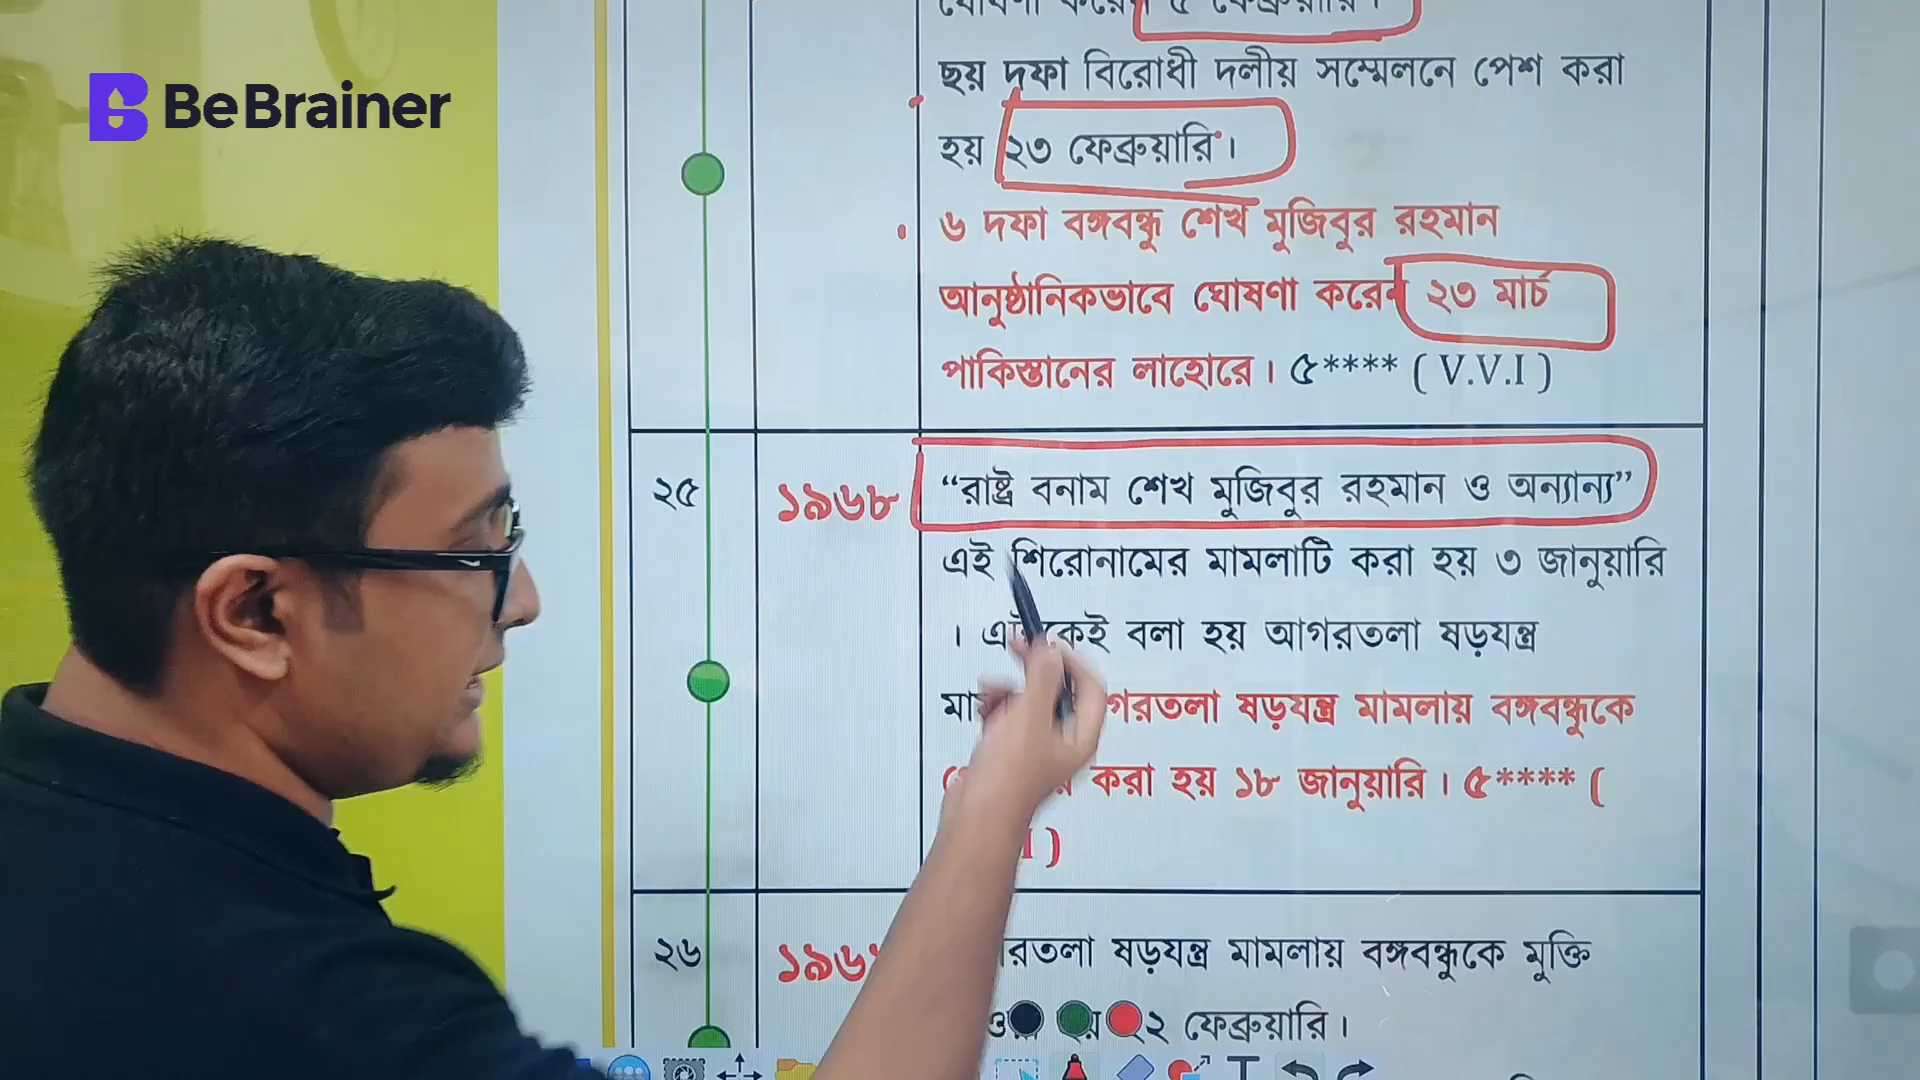 BeBrainer
৫ ফেব্রুয়ারি।
ছয় দফা বিরোধী দলীয় সম্মেলনে পেশ করা
হয় ২৩ ফেব্রুয়ারি।
৬ দফা বঙ্গবন্ধু শেখ মুজিবুর রহমান
আনুষ্ঠানিকভাবে ঘোষণা করেন ২৩ মার্চ
পাকিস্তানের লাহোরে। ৫**** ( V.V.I )
২৫
১৯৬৮
“রাষ্ট্র বনাম শেখ মুজিবুর রহমান ও অন্যান্য”
এই শিরোনামের মামলাটি করা হয় ৩ জানুয়ারি
। বলা হয় আগরতলা ষড়যন্ত্র
ষড়যন্ত্র মামলায় বঙ্গবন্ধুকে
করা হয় ১৮ জানুয়ারি। ৫**** (
I )
২৬
ষড়যন্ত্র মামলায় বঙ্গবন্ধুকে মুক্তি
ফেব্রুয়ারি।